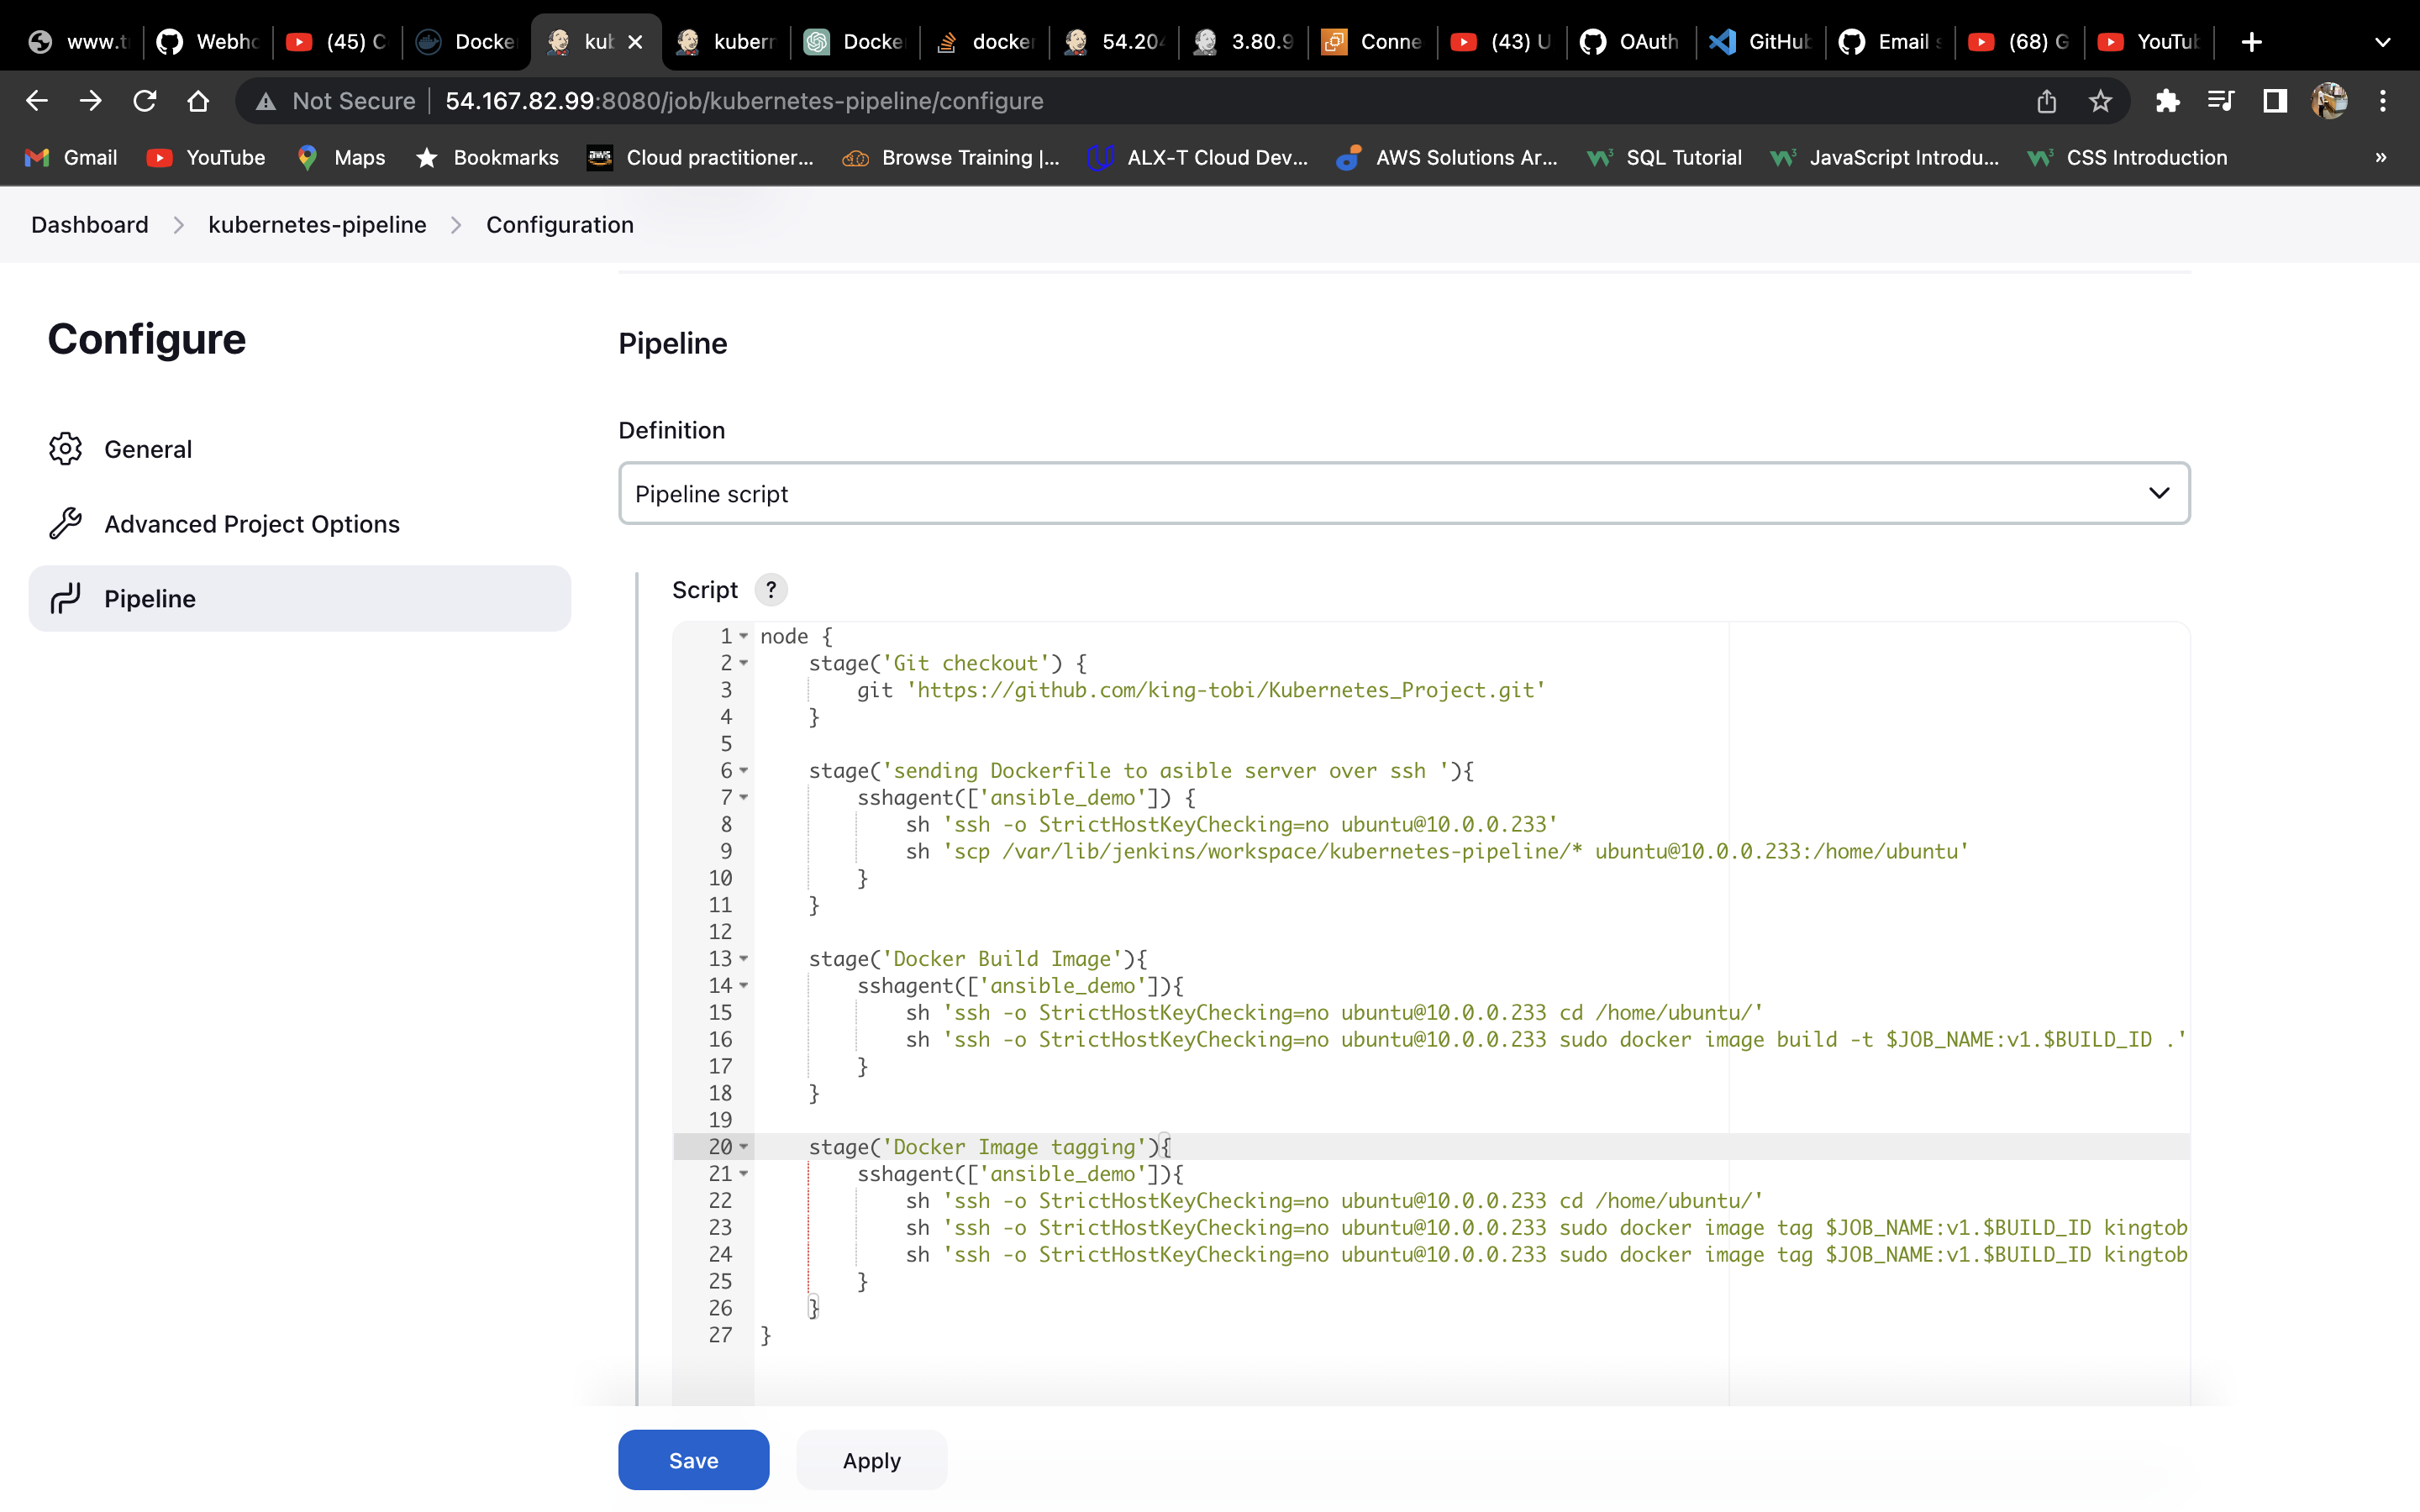 www.t
Webho
(45) C
Docke
kub
kubern
Docke
docker
54.204
3.80.9
Conne
(43) U
OAuth
GitHub
Email s
(68) G
YouTub
Not Secure
54.167.82.99:8080/job/kubernetes-pipeline/configure
Gmail
YouTube
Maps
Bookmarks
Cloud practitioner...
Browse Training |...
ALX-T Cloud Dev...
AWS Solutions Ar...
SQL Tutorial
JavaScript Introdu...
CSS Introduction
»
Dashboard > kubernetes-pipeline > Configuration
Configure
General
Advanced Project Options
Pipeline
Pipeline
Definition
Pipeline script
Script ?
1 node {
2 stage('Git checkout') {
3 git 'https://github.com/king-tobi/Kubernetes_Project.git'
4 }
5
6 stage('sending Dockerfile to asible server over ssh '){
7 sshagent(['ansible_demo']) {
8 sh 'ssh -o StrictHostKeyChecking=no ubuntu@10.0.0.233'
9 sh 'scp /var/lib/jenkins/workspace/kubernetes-pipeline/* ubuntu@10.0.0.233:/home/ubuntu'
10 }
11 }
12
13 stage('Docker Build Image'){
14 sshagent(['ansible_demo']){
15 sh 'ssh -o StrictHostKeyChecking=no ubuntu@10.0.0.233 cd /home/ubuntu/'
16 sh 'ssh -o StrictHostKeyChecking=no ubuntu@10.0.0.233 sudo docker image build -t $JOB_NAME:v1.$BUILD_ID .'
17 }
18 }
19
20 stage('Docker Image tagging'){
21 sshagent(['ansible_demo']){
22 sh 'ssh -o StrictHostKeyChecking=no ubuntu@10.0.0.233 cd /home/ubuntu/'
23 sh 'ssh -o StrictHostKeyChecking=no ubuntu@10.0.0.233 sudo docker image tag $JOB_NAME:v1.$BUILD_ID kingtob
24 sh 'ssh -o StrictHostKeyChecking=no ubuntu@10.0.0.233 sudo docker image tag $JOB_NAME:v1.$BUILD_ID kingtob
25 }
26 }
27 }
Save
Apply